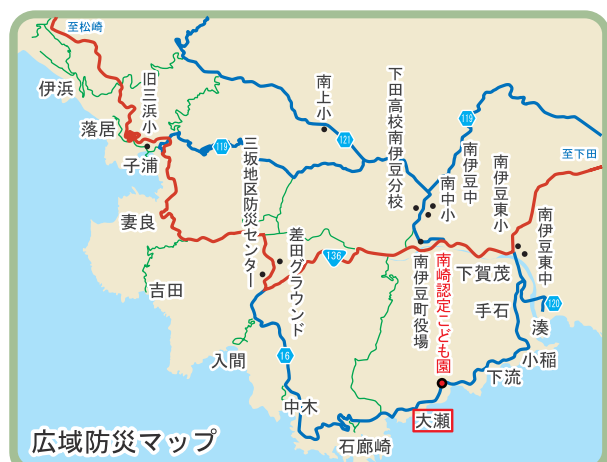 至松崎
伊浜
旧三浜小
落居
子浦
119
三坂地区防災センター
南上小
121
下田高校南伊豆分校
119
南伊豆中
南中小
南伊豆東小
至下田
南伊豆東中
妻良
吉田
差田グラウンド
136
南伊豆町役場
南崎認定こども園
下賀茂
手石
120
湊
小稲
下流
入間
16
中木
大瀬
石廊崎
広域防災マップ